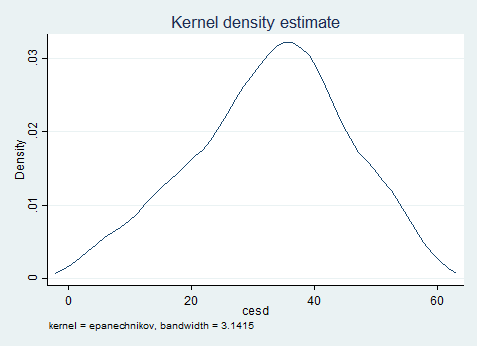 Kernel density estimate
.03
.02
.01
0
Density
0 20 40 60
cesd
kernel = epanechnikov, bandwidth = 3.1415